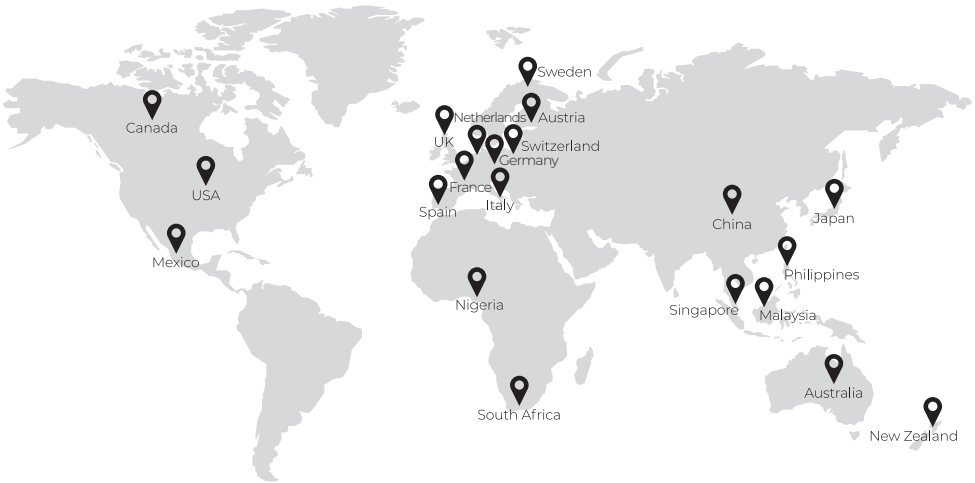 Sweden
Canada
Netherlands
Austria
UK
Switzerland
Germany
USA
France
Italy
Spain
China
Japan
Mexico
Philippines
Nigeria
Singapore
Malaysia
Australia
South Africa
New Zealand